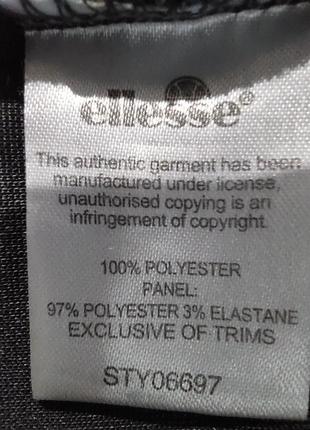 ellesse®
This authentic garment has been
manufactured under license,
unauthorised copying is an
infringement of copyright.
100% POLYESTER
PANEL:
97% POLYESTER 3% ELASTANE
EXCLUSIVE OF TRIMS
STY06697